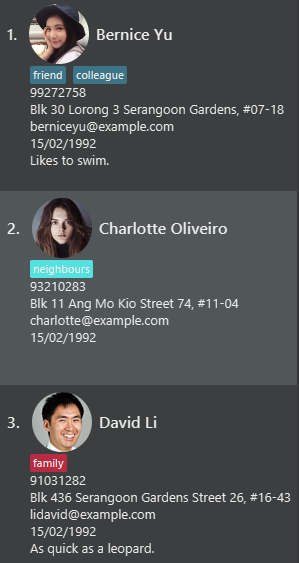 1. Bernice Yu
friend colleague
99272758
Blk 30 Lorong 3 Serangoon Gardens, #07-18
berniceyu@example.com
15/02/1992
Likes to swim.
2. Charlotte Oliveiro
neighbours
93210283
Blk 11 Ang Mo Kio Street 74, #11-04
charlotte@example.com
15/02/1992
3. David Li
family
91031282
Blk 436 Serangoon Gardens Street 26, #16-43
lidavid@example.com
15/02/1992
As quick as a leopard.